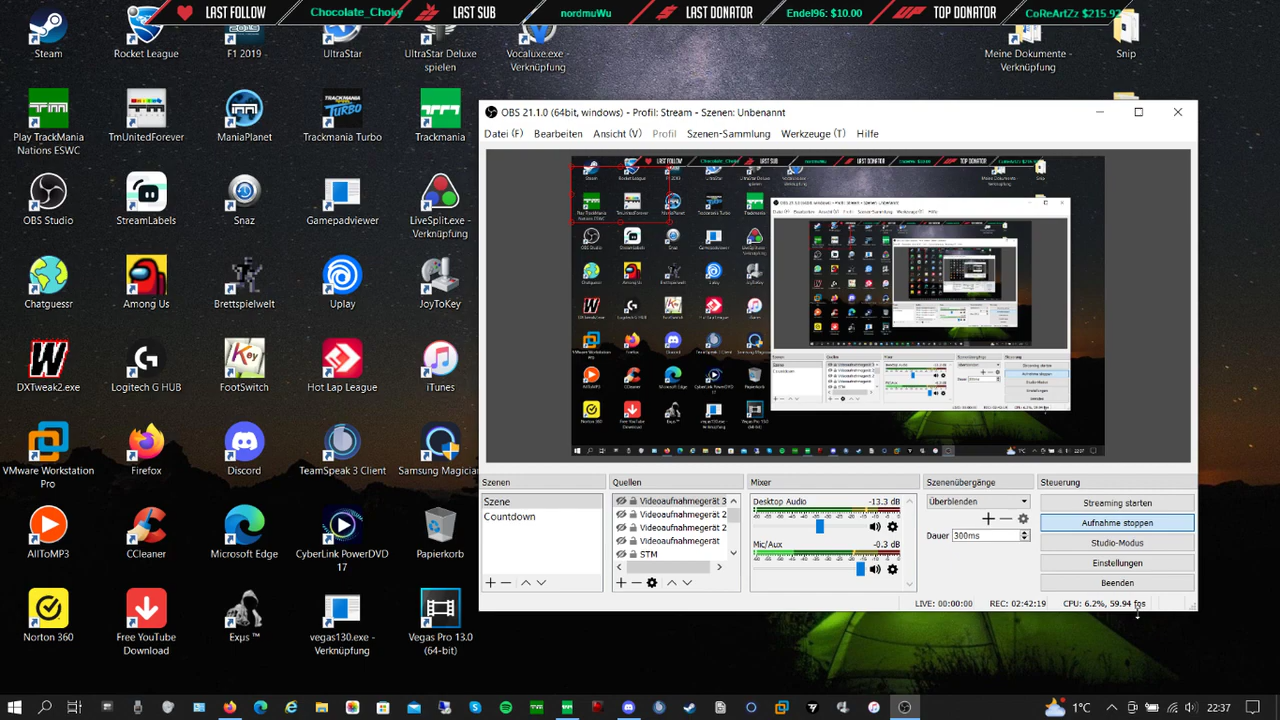 LAST FOLLOW Chocolate_Choky LAST SUB nordmuWu LAST DONATOR Endel96: $10.00 TOP DONATOR CoReArtZz $215.92
Steam
Rocket League
F1 2019 -
UltraStar
UltraStar Deluxe spielen
Vocaluxe.exe - Verknüpfung
Meine Dokumente - Verknüpfung
Snip
Play TrackMania Nations ESWC
TmUnitedForever
ManiaPlanet
Trackmania Turbo
Trackmania
OBS Studio
StreamLabels
Snaz
Gamepadviewer
LiveSplit.exe - Verknüpfung
Chatguessr
Among Us
Brettspielwelt
Uplay
JoyToKey
DXTweak2.exe
Logitech G HUB
KeySwitch
Hot Lap League
iTunes
VMware Workstation Pro
Firefox
Discord
TeamSpeak 3 Client
Samsung Magician
AllToMP3
CCleaner
Microsoft Edge
CyberLink PowerDVD 17
Papierkorb
Norton 360
Free YouTube Download
Exps ™
vegas130.exe - Verknüpfung
Vegas Pro 13.0 (64-bit)
OBS 21.1.0 (64bit, windows) - Profil: Stream - Szenen: Unbenannt
Datei (F) Bearbeiten Ansicht (V) Profil Szenen-Sammlung Werkzeuge (T) Hilfe
Szenen
Szene
Countdown
Quellen
Videoaufnahmegerät 3
Videoaufnahmegerät 2
Videoaufnahmegerät 2
Videoaufnahmegerät
STM
Mixer
Desktop Audio -13.3 dB
Mic/Aux -0.3 dB
Szenenübergänge
Überblenden
Dauer 300ms
Steuerung
Streaming starten
Aufnahme stoppen
Studio-Modus
Einstellungen
Beenden
LIVE: 00:00:00 REC: 02:42:19 CPU: 6.2%, 59.94 fps
1°C 22:37